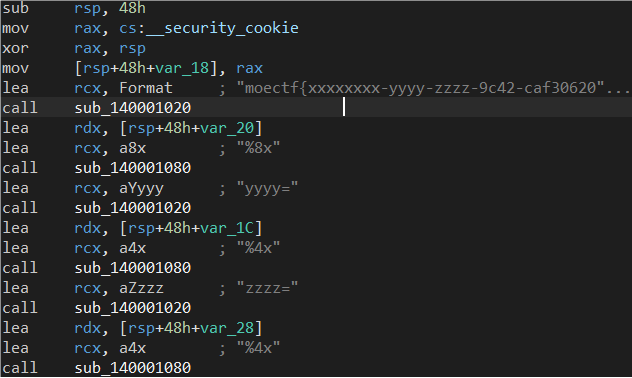 sub rsp, 48h
mov rax, cs:__security_cookie
xor rax, rsp
mov [rsp+48h+var_18], rax
lea rcx, Format ; "moectf{xxxxxxxx-yyyy-zzzz-9c42-caf30620"...
call sub_140001020
lea rdx, [rsp+48h+var_20]
lea rcx, a8x ; "%8x"
call sub_140001080
lea rcx, aYyyy ; "yyyy="
call sub_140001020
lea rdx, [rsp+48h+var_1C]
lea rcx, a4x ; "%4x"
call sub_140001080
lea rcx, aZzzz ; "zzzz="
call sub_140001020
lea rdx, [rsp+48h+var_28]
lea rcx, a4x ; "%4x"
call sub_140001080